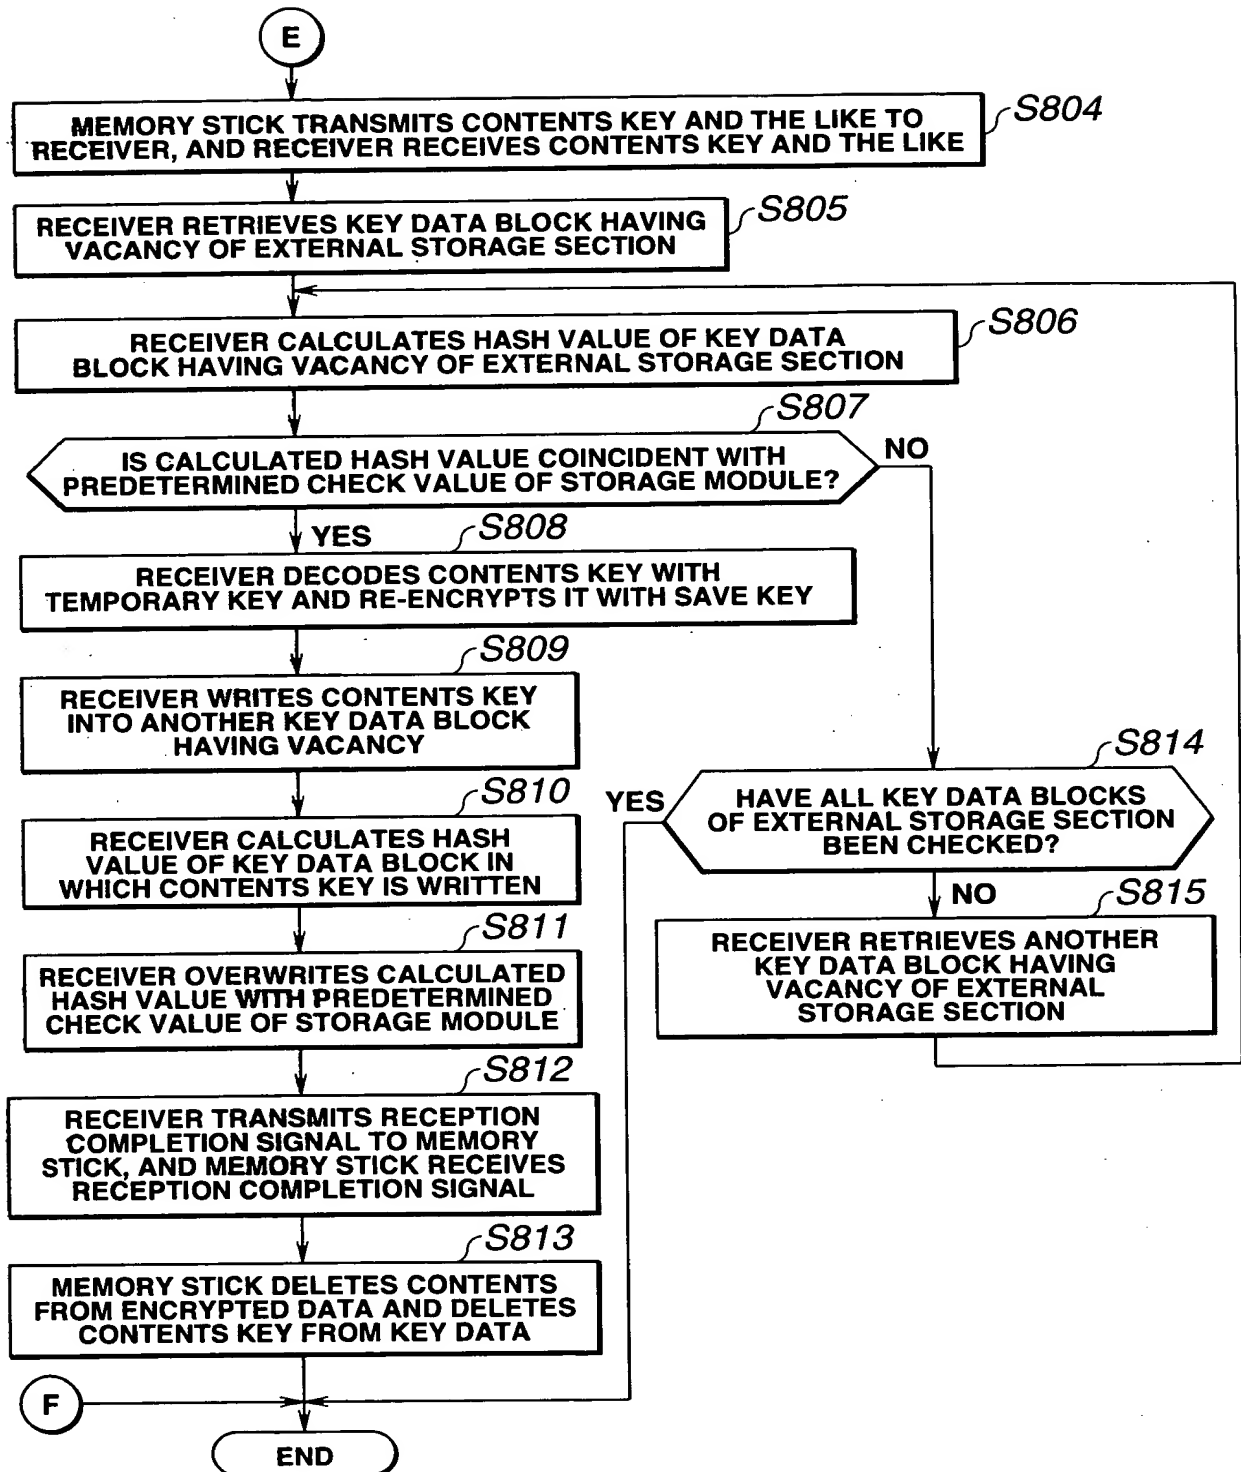 E
MEMORY STICK TRANSMITS CONTENTS KEY AND THE LIKE TO
RECEIVER, AND RECEIVER RECEIVES CONTENTS KEY AND THE LIKE
S804
RECEIVER RETRIEVES KEY DATA BLOCK HAVING
VACANCY OF EXTERNAL STORAGE SECTION
S805
RECEIVER CALCULATES HASH VALUE OF KEY DATA
BLOCK HAVING VACANCY OF EXTERNAL STORAGE SECTION
S806
S807
IS CALCULATED HASH VALUE COINCIDENT WITH
PREDETERMINED CHECK VALUE OF STORAGE MODULE?
NO
YES
S808
RECEIVER DECODES CONTENTS KEY WITH
TEMPORARY KEY AND RE-ENCRYPTS IT WITH SAVE KEY
S809
RECEIVER WRITES CONTENTS KEY
INTO ANOTHER KEY DATA BLOCK
HAVING VACANCY
S810
RECEIVER CALCULATES HASH
VALUE OF KEY DATA BLOCK IN
WHICH CONTENTS KEY IS WRITTEN
S811
RECEIVER OVERWRITES CALCULATED
HASH VALUE WITH PREDETERMINED
CHECK VALUE OF STORAGE MODULE
S812
RECEIVER TRANSMITS RECEPTION
COMPLETION SIGNAL TO MEMORY
STICK, AND MEMORY STICK RECEIVES
RECEPTION COMPLETION SIGNAL
S813
MEMORY STICK DELETES CONTENTS
FROM ENCRYPTED DATA AND DELETES
CONTENTS KEY FROM KEY DATA
S814
YES
HAVE ALL KEY DATA BLOCKS
OF EXTERNAL STORAGE SECTION
BEEN CHECKED?
NO
S815
RECEIVER RETRIEVES ANOTHER
KEY DATA BLOCK HAVING
VACANCY OF EXTERNAL
STORAGE SECTION
F
END